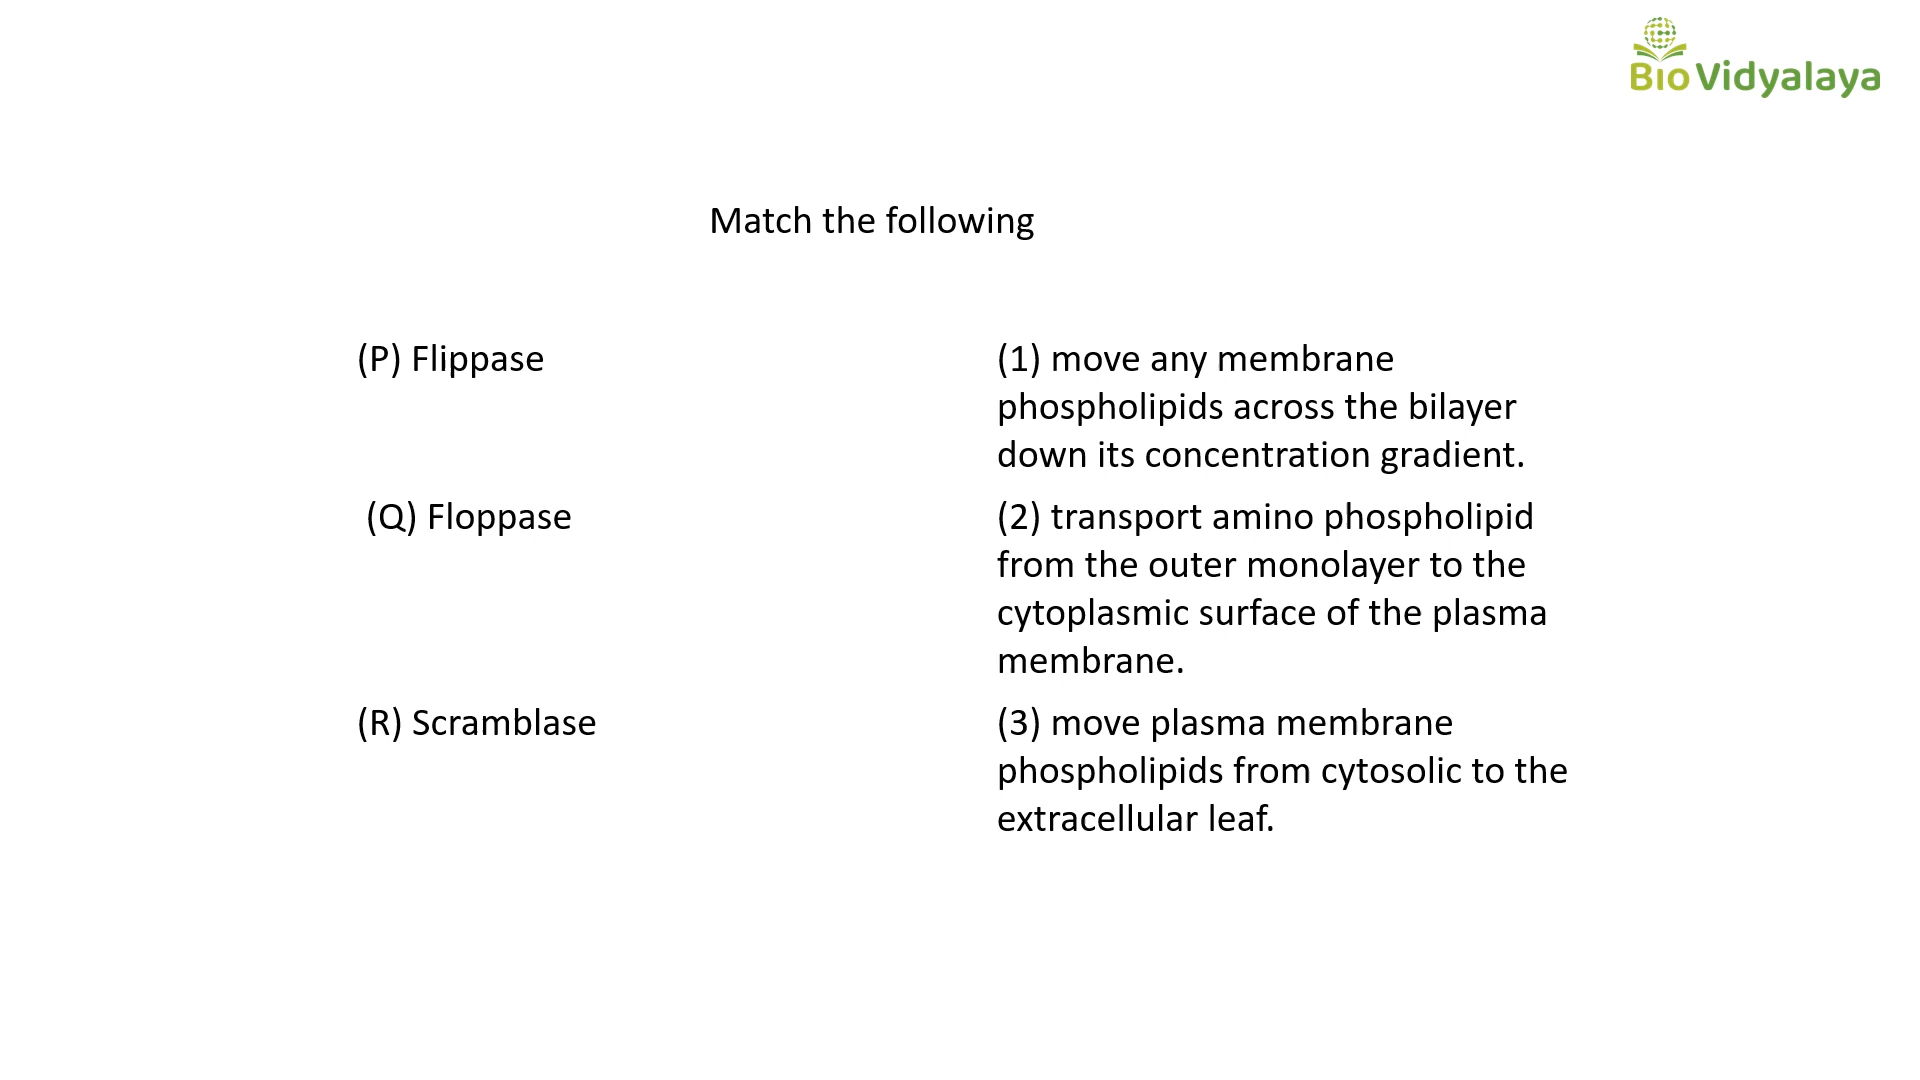 Bio Vidyalaya
Match the following
(P) Flippase
(1) move any membrane
phospholipids across the bilayer
down its concentration gradient.
(Q) Floppase
(2) transport amino phospholipid
from the outer monolayer to the
cytoplasmic surface of the plasma
membrane.
(R) Scramblase
(3) move plasma membrane
phospholipids from cytosolic to the
extracellular leaf.